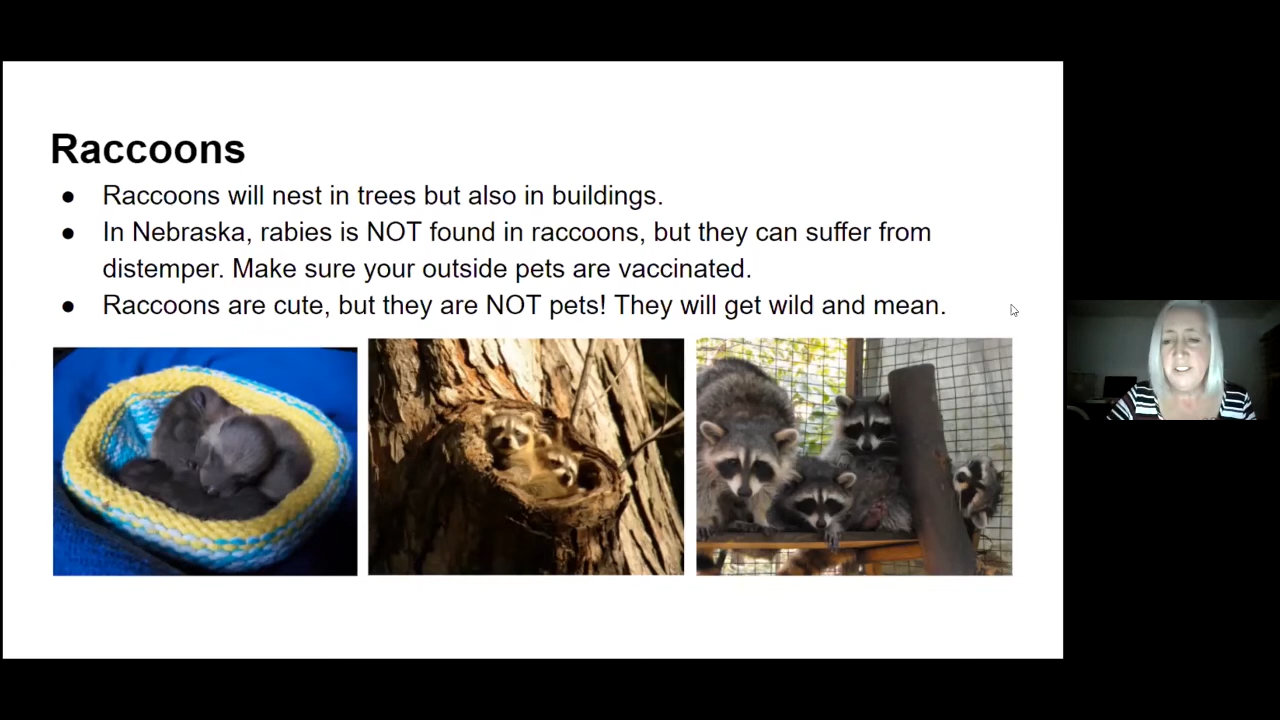 Raccoons
● Raccoons will nest in trees but also in buildings.
● In Nebraska, rabies is NOT found in raccoons, but they can suffer from
distemper. Make sure your outside pets are vaccinated.
● Raccoons are cute, but they are NOT pets! They will get wild and mean.